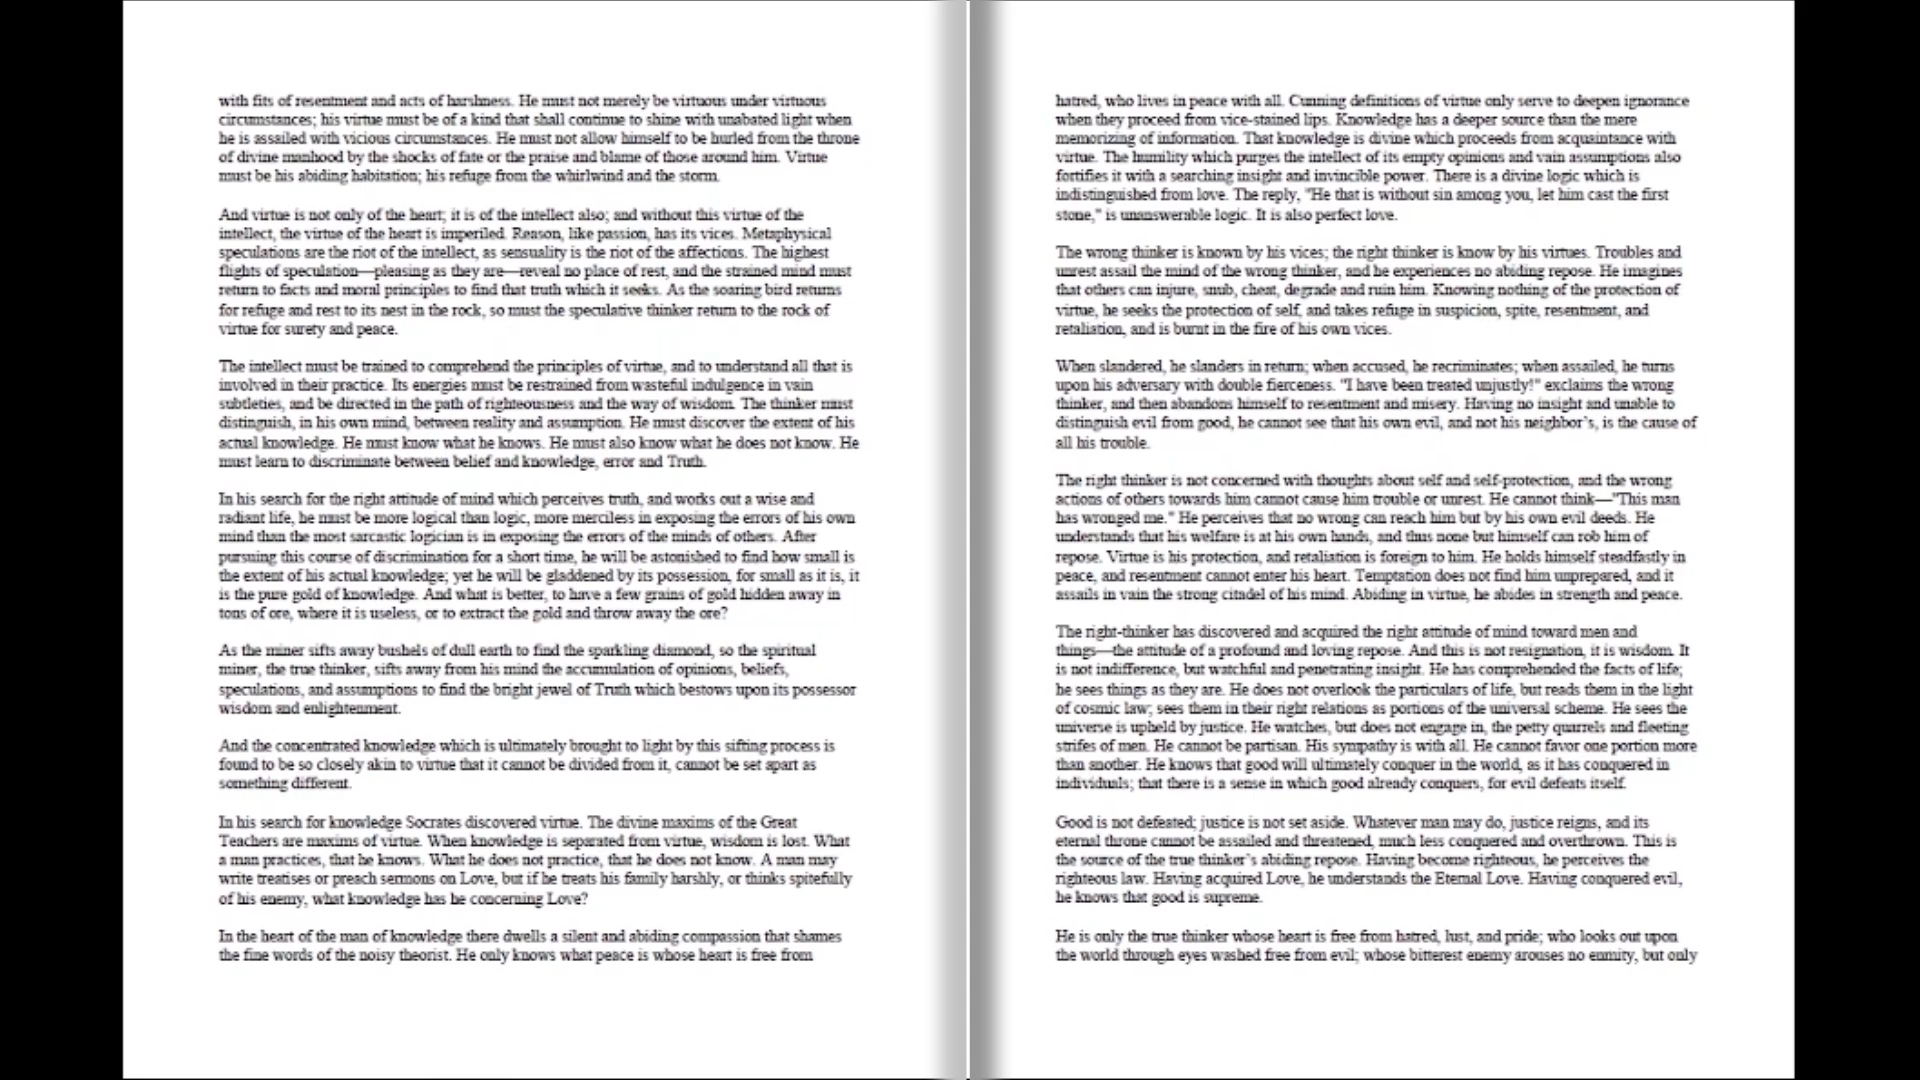 with fits of resentment and acts of harshness. He must not merely be virtuous under virtuous
circumstances; his virtue must be of a kind that shall continue to shine with unabated light when
he is assailed with vicious circumstances. He must not allow himself to be hurled from the throne
of divine manhood by the shocks of fate or the praise and blame of those around him. Virtue
must be his abiding habitation; his refuge from the whirlwind and the storm.
And virtue is not only of the heart; it is of the intellect also; and without this virtue of the
intellect, the virtue of the heart is imperiled. Reason, like passion, has its vices. Metaphysical
speculations are the riot of the intellect, as sensuality is the riot of the affections. The highest
flights of speculation—pleasing as they are—reveal no place of rest, and the strained mind must
return to facts and moral principles to find that truth which it seeks. As the soaring bird returns
for refuge and rest to its nest in the rock, so must the speculative thinker return to the rock of
virtue for surety and peace.
The intellect must be trained to comprehend the principles of virtue, and to understand all that is
involved in their practice. Its energies must be restrained from wasteful indulgence in vain
subtleties, and be directed in the path of righteousness and the way of wisdom. The thinker must
distinguish, in his own mind, between reality and assumption. He must discover the extent of his
actual knowledge. He must know what he knows. He must also know what he does not know. He
must learn to discriminate between belief and knowledge, error and Truth.
In his search for the right attitude of mind which perceives truth, and works out a wise and
radiant life, he must be more logical than logic, more merciless in exposing the errors of his own
mind than the most sarcastic logician is in exposing the errors of the minds of others. After
pursuing this course of discrimination for a short time, he will be astonished to find how small is
the extent of his actual knowledge; yet he will be gladdened by its possession, for small as it is, it
is the pure gold of knowledge. And what is better, to have a few grains of gold hidden away in
tons of ore, where it is useless, or to extract the gold and throw away the ore?
As the miner sifts away bushels of dull earth to find the sparkling diamond, so the spiritual
miner, the true thinker, sifts away from his mind the accumulation of opinions, beliefs,
speculations, and assumptions to find the bright jewel of Truth which bestows upon its possessor
wisdom and enlightenment.
And the concentrated knowledge which is ultimately brought to light by this sifting process is
found to be so closely akin to virtue that it cannot be divided from it, cannot be set apart as
something different.
In his search for knowledge Socrates discovered virtue. The divine maxims of the Great
Teachers are maxims of virtue. When knowledge is separated from virtue, wisdom is lost. What
a man practices, that he knows. What he does not practice, that he does not know. A man may
write treatises or preach sermons on Love, but if he treats his family harshly, or thinks spitefully
of his enemy, what knowledge has he concerning Love?
In the heart of the man of knowledge there dwells a silent and abiding compassion that shames
the fine words of the noisy theorist. He only knows what peace is whose heart is free from
hatred, who lives in peace with all. Cunning definitions of virtue only serve to deepen ignorance
when they proceed from vice-stained lips. Knowledge has a deeper source than the mere
memorizing of information. That knowledge is divine which proceeds from acquaintance with
virtue. The humility which purges the intellect of its empty opinions and vain assumptions also
fortifies it with a searching insight and invincible power. There is a divine logic which is
indistinguished from love. The reply, "He that is without sin among you, let him cast the first
stone," is unanswerable logic. It is also perfect love.
The wrong thinker is known by his vices; the right thinker is know by his virtues. Troubles and
unrest assail the mind of the wrong thinker, and he experiences no abiding repose. He imagines
that others can injure, snub, cheat, degrade and ruin him. Knowing nothing of the protection of
virtue, he seeks the protection of self, and takes refuge in suspicion, spite, resentment, and
retaliation, and is burnt in the fire of his own vices.
When slandered, he slanders in return; when accused, he recriminates; when assailed, he turns
upon his adversary with double fierceness. "I have been treated unjustly!" exclaims the wrong
thinker, and then abandons himself to resentment and misery. Having no insight and unable to
distinguish evil from good, he cannot see that his own evil, and not his neighbor's, is the cause of
all his trouble.
The right thinker is not concerned with thoughts about self and self-protection, and the wrong
actions of others towards him cannot cause him trouble or unrest. He cannot think—"This man
has wronged me." He perceives that no wrong can reach him but by his own evil deeds. He
understands that his welfare is at his own hands, and thus none but himself can rob him of
repose. Virtue is his protection, and retaliation is foreign to him. He holds himself steadfastly in
peace, and resentment cannot enter his heart. Temptation does not find him unprepared, and it
assails in vain the strong citadel of his mind. Abiding in virtue, he abides in strength and peace.
The right-thinker has discovered and acquired the right attitude of mind toward men and
things—the attitude of a profound and loving repose. And this is not resignation, it is wisdom. It
is not indifference, but watchful and penetrating insight. He has comprehended the facts of life;
he sees things as they are. He does not overlook the particulars of life, but reads them in the light
of cosmic law; sees them in their right relations as portions of the universal scheme. He sees the
universe is upheld by justice. He watches, but does not engage in, the petty quarrels and fleeting
strifes of men. He cannot be partisan. His sympathy is with all. He cannot favor one portion more
than another. He knows that good will ultimately conquer in the world, as it has conquered in
individuals; that there is a sense in which good already conquers, for evil defeats itself.
Good is not defeated; justice is not set aside. Whatever man may do, justice reigns, and its
eternal throne cannot be assailed and threatened, much less conquered and overthrown. This is
the source of the true thinker's abiding repose. Having become righteous, he perceives the
righteous law. Having acquired Love, he understands the Eternal Love. Having conquered evil,
he knows that good is supreme.
He is only the true thinker whose heart is free from hatred, lust, and pride; who looks out upon
the world through eyes washed free from evil; whose bitterest enemy arouses no enmity, but only